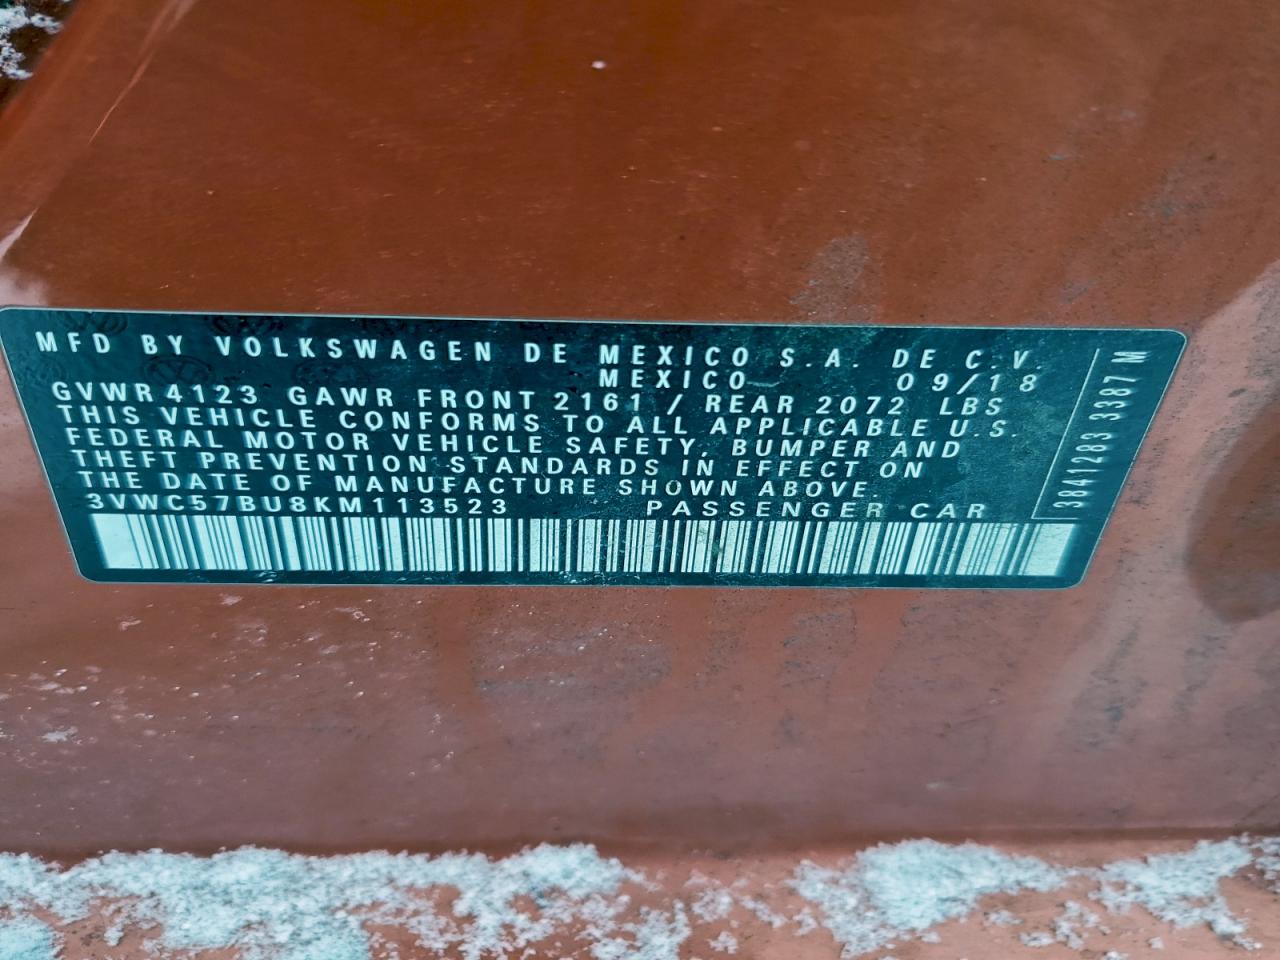 MFD BY VOLKSWAGEN DE MEXICO S.A. DE C.V.
MEXICO 09/18
GVWR 4123 GAWR FRONT 2161 / REAR 2072 LBS
THIS VEHICLE CONFORMS TO ALL APPLICABLE U.S.
FEDERAL MOTOR VEHICLE SAFETY, BUMPER AND
THEFT PREVENTION STANDARDS IN EFFECT ON
THE DATE OF MANUFACTURE SHOWN ABOVE.
3VWC57BU8KM113523 PASSENGER CAR
3841283 3387 M